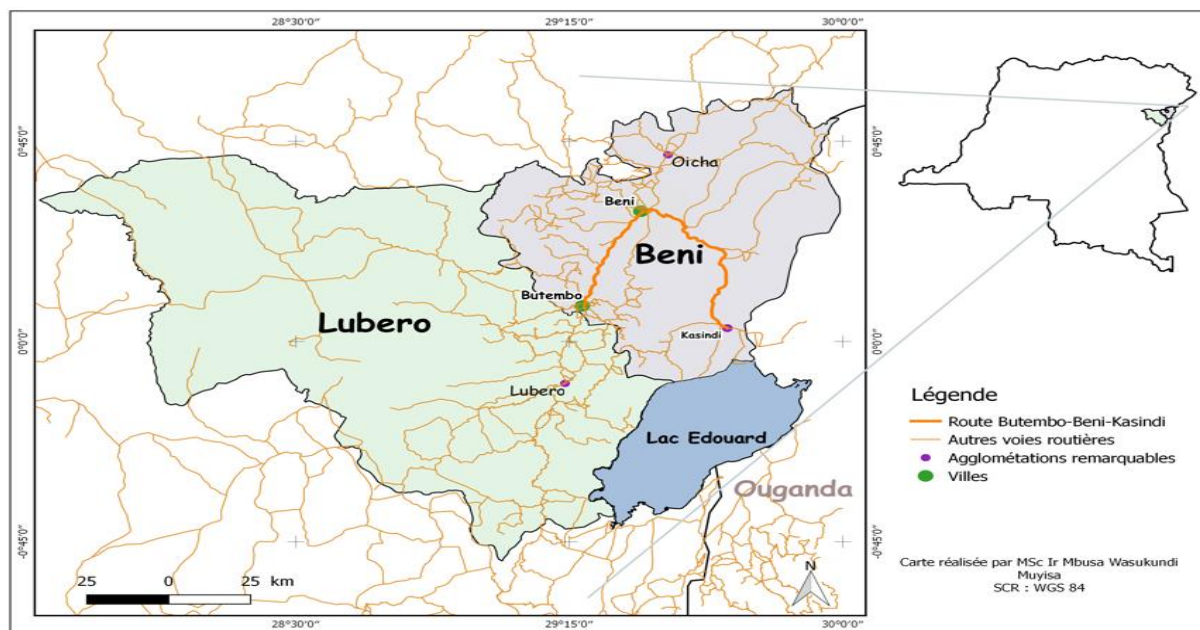 28°30'0" 29°15'0" 30°0'0"
0°45'0" 0°45'0"
Oicha
Beni
Beni
Butembo
Lubero
Kasindi
0°0'0" 0°0'0"
Lubero
Lac Edouard
Ouganda
-0°45'0" -0°45'0"
25 0 25 km
N
28°30'0" 29°15'0" 30°0'0"
Légende
Route Butembo-Beni-Kasindi
Autres voies routières
Agglométations remarquables
Villes
Carte réalisée par MSc Ir Mbusa Wasukundi
Muyisa
SCR : WGS 84